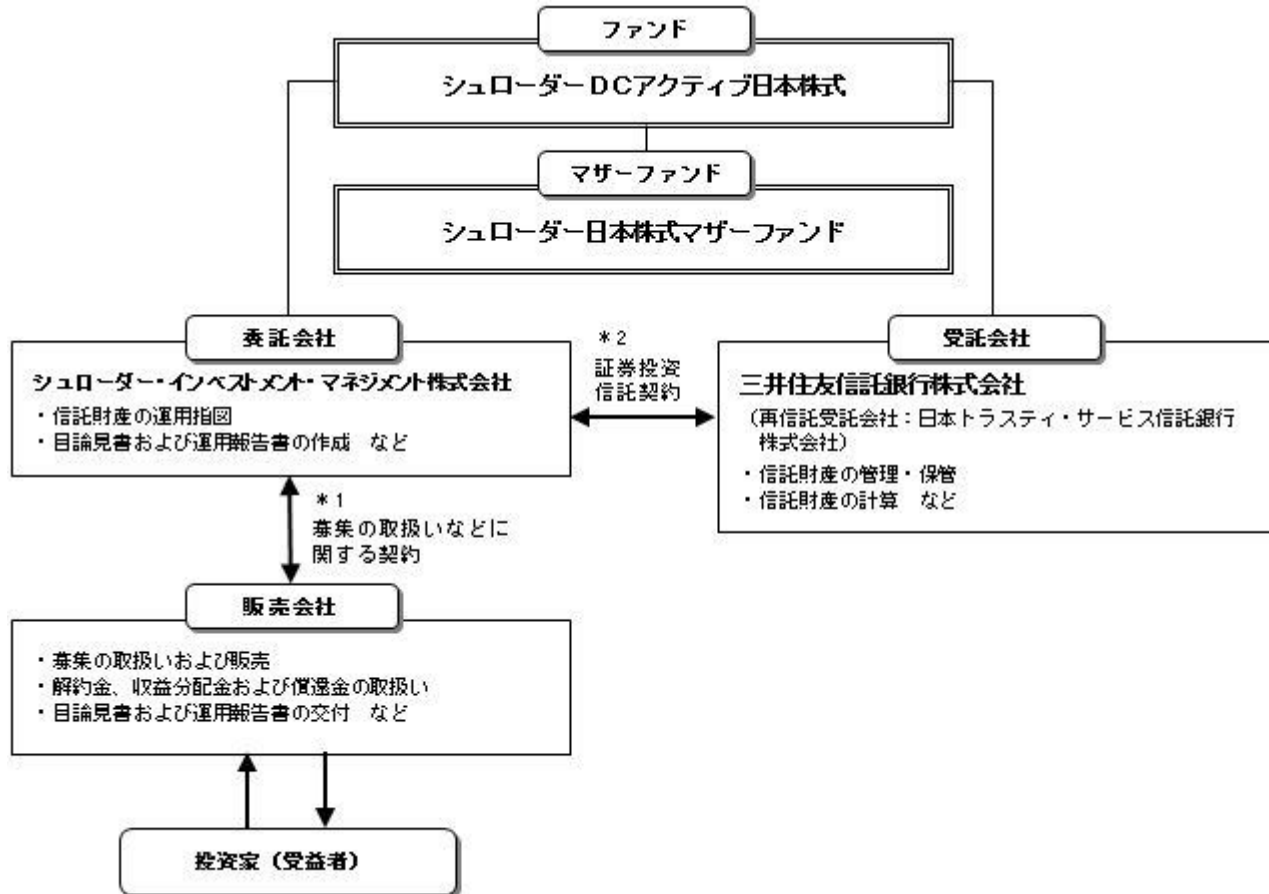 ファンド
シュローダーDCアクティブ日本株式
マザーファンド
シュローダー日本株式マザーファンド
委託会社
シュローダー・インベストメント・マネジメント株式会社
・信託財産の運用指図
・目論見書および運用報告書の作成　など
*2
証券投資
信託契約
受託会社
三井住友信託銀行株式会社
（再信託受託会社：日本トラスティ・サービス信託銀行
株式会社）
・信託財産の管理・保管
・信託財産の計算　など
*1
募集の取扱いなどに
関する契約
販売会社
・募集の取扱いおよび販売
・解約金、収益分配金および償還金の取扱い
・目論見書および運用報告書の交付　など
投資家（受益者）